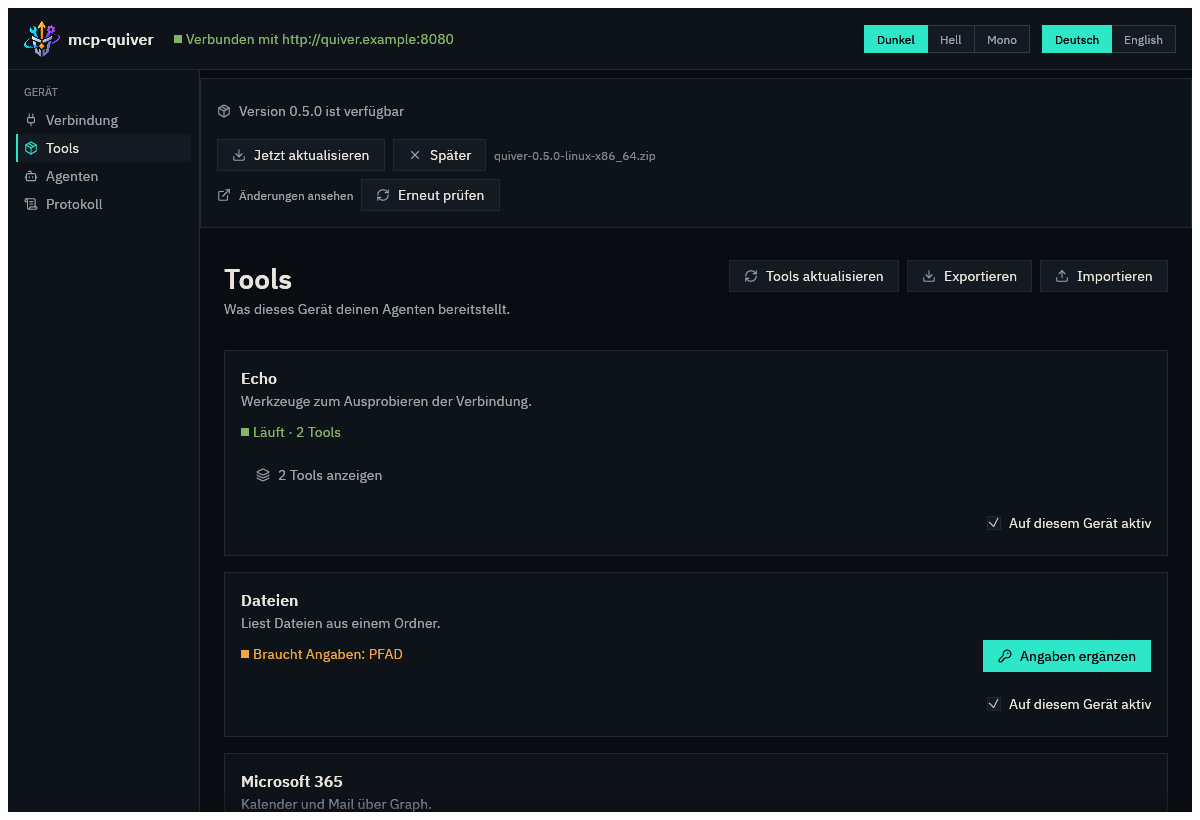 mcp-quiver
Verbunden mit http://quiver.example:8080
Dunkel
Hell
Mono
Deutsch
English
GERÄT
Verbindung
Tools
Agenten
Protokoll
Version 0.5.0 ist verfügbar
Jetzt aktualisieren
Später
quiver-0.5.0-linux-x86_64.zip
Änderungen ansehen
Erneut prüfen
Tools
Was dieses Gerät deinen Agenten bereitstellt.
Tools aktualisieren
Exportieren
Importieren
Echo
Werkzeuge zum Ausprobieren der Verbindung.
Läuft · 2 Tools
2 Tools anzeigen
Auf diesem Gerät aktiv
Dateien
Liest Dateien aus einem Ordner.
Braucht Angaben: PFAD
Angaben ergänzen
Auf diesem Gerät aktiv
Microsoft 365
Kalender und Mail über Graph.